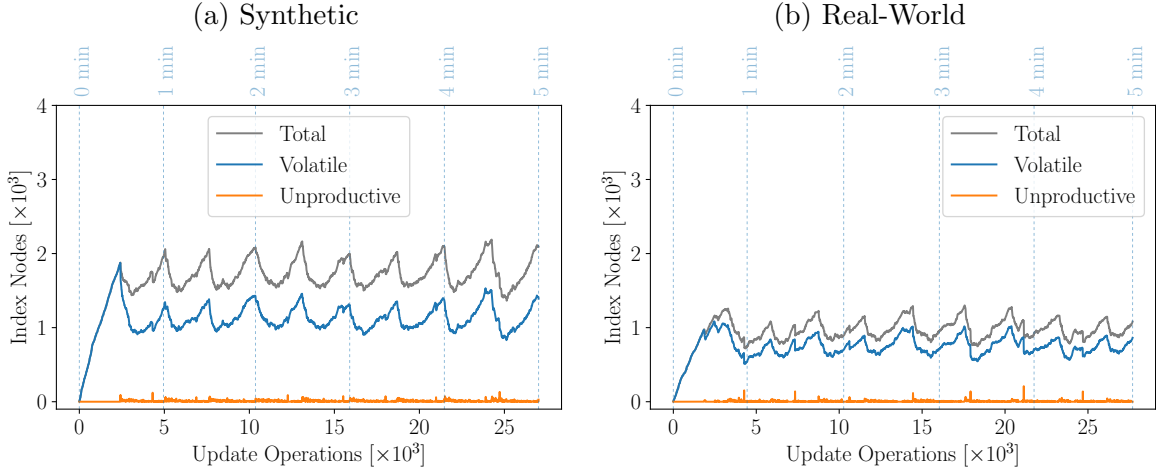 (a) Synthetic
0 min
1 min
2 min
3 min
4 min
5 min
Index Nodes [×10³]
4
3
2
1
0
Total
Volatile
Unproductive
0 5 10 15 20 25
Update Operations [×10³]
(b) Real-World
0 min
1 min
2 min
3 min
4 min
5 min
Index Nodes [×10³]
4
3
2
1
0
Total
Volatile
Unproductive
0 5 10 15 20 25
Update Operations [×10³]